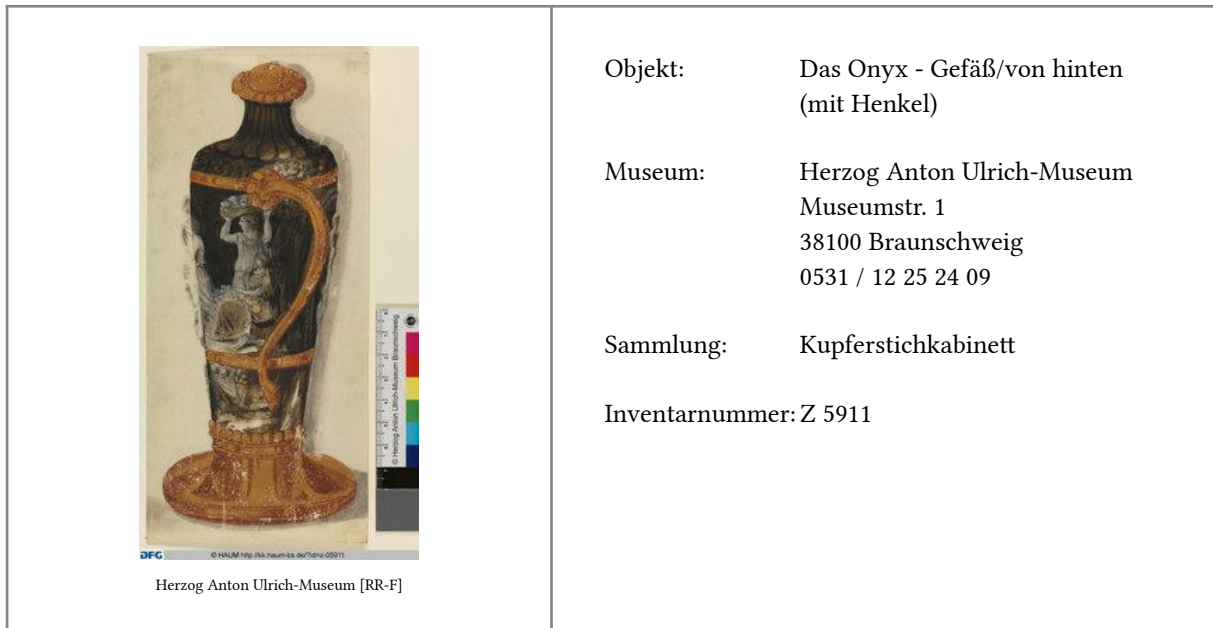 © Herzog Anton Ulrich-Museum Braunschweig
DFG
© HAUM http://kk.haum-bs.de/?id=z-05911
Herzog Anton Ulrich-Museum [RR-F]
Objekt: Das Onyx - Gefäß/von hinten
(mit Henkel)
Museum: Herzog Anton Ulrich-Museum
Museumstr. 1
38100 Braunschweig
0531 / 12 25 24 09
Sammlung: Kupferstichkabinett
Inventarnummer: Z 5911